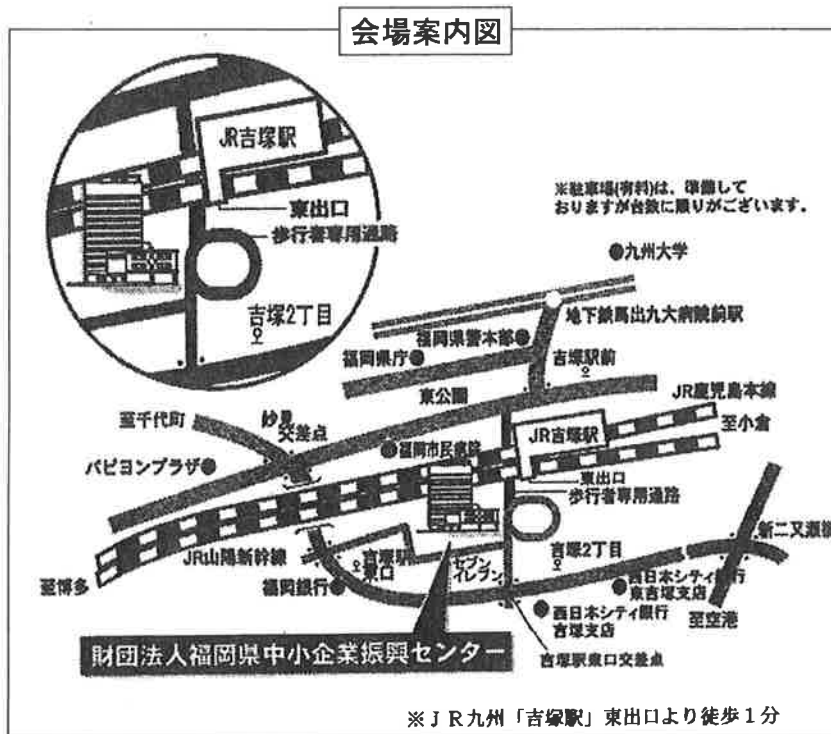 会場案内図
JR吉塚駅
東出口
歩行者専用通路
吉塚2丁目
※駐車場(有料)は、準備して
おりますが台数に限りがございます。
九州大学
地下鉄馬出九大病院前駅
福岡県警本部
福岡県庁
吉塚駅前
東公園
JR鹿児島本線
至小倉
至千代町
妙見
交差点
パピヨンプラザ
福岡市民病院
JR吉塚駅
東出口
歩行者専用通路
新二又瀬橋
JR山陽新幹線
吉塚駅
東口
セブン
イレブン
吉塚2丁目
至博多
福岡銀行
西日本シティ銀行
東吉塚支店
西日本シティ銀行
吉塚支店
至空港
財団法人福岡県中小企業振興センター
吉塚駅東口交差点
※JR九州「吉塚駅」東出口より徒歩1分